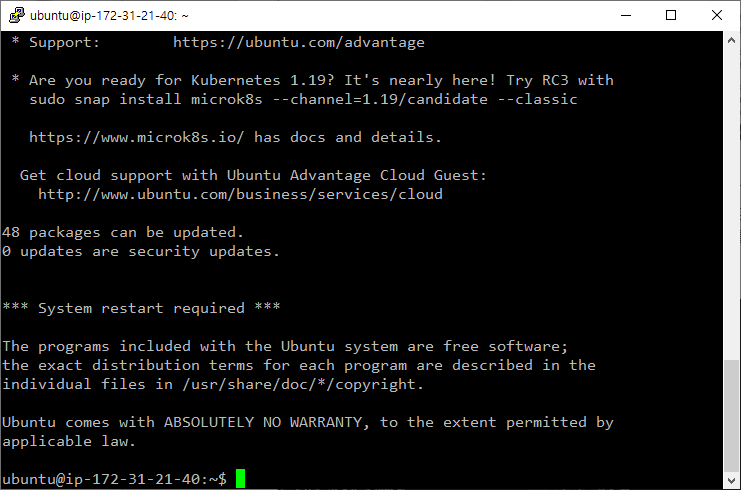 ubuntu@ip-172-31-21-40: ~
 * Support:        https://ubuntu.com/advantage
 * Are you ready for Kubernetes 1.19? It's nearly here! Try RC3 with
   sudo snap install microk8s --channel=1.19/candidate --classic
   https://www.microk8s.io/ has docs and details.
  Get cloud support with Ubuntu Advantage Cloud Guest:
    http://www.ubuntu.com/business/services/cloud
48 packages can be updated.
0 updates are security updates.
*** System restart required ***
The programs included with the Ubuntu system are free software;
the exact distribution terms for each program are described in the
individual files in /usr/share/doc/*/copyright.
Ubuntu comes with ABSOLUTELY NO WARRANTY, to the extent permitted by
applicable law.
ubuntu@ip-172-31-21-40:~$